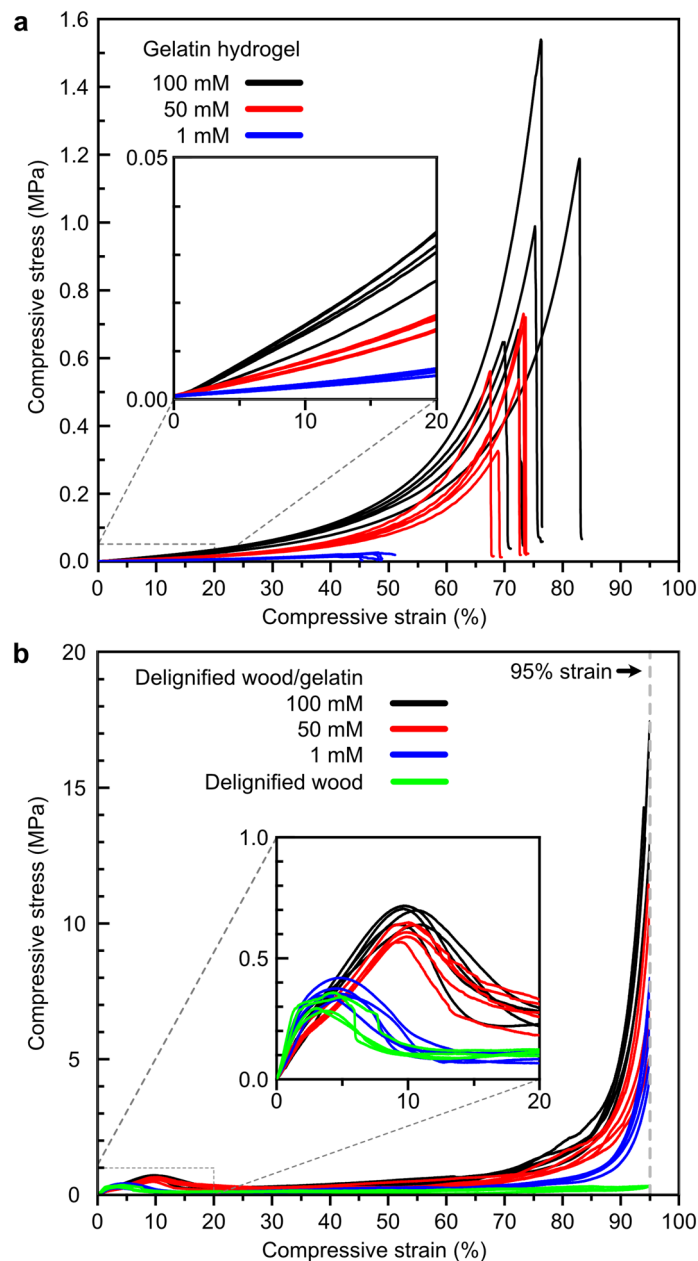 a
Compressive stress (MPa)
1.6
1.4
1.2
1.0
0.8
0.6
0.4
0.2
0.0
Gelatin hydrogel
100 mM
50 mM
1 mM
0.05
0.00
0 10 20
0 10 20 30 40 50 60 70 80 90 100
Compressive strain (%)
b
Compressive stress (MPa)
20
15
10
5
0
Delignified wood/gelatin
100 mM
50 mM
1 mM
Delignified wood
95% strain
1.0
0.5
0.0
0 10 20
0 10 20 30 40 50 60 70 80 90 100
Compressive strain (%)